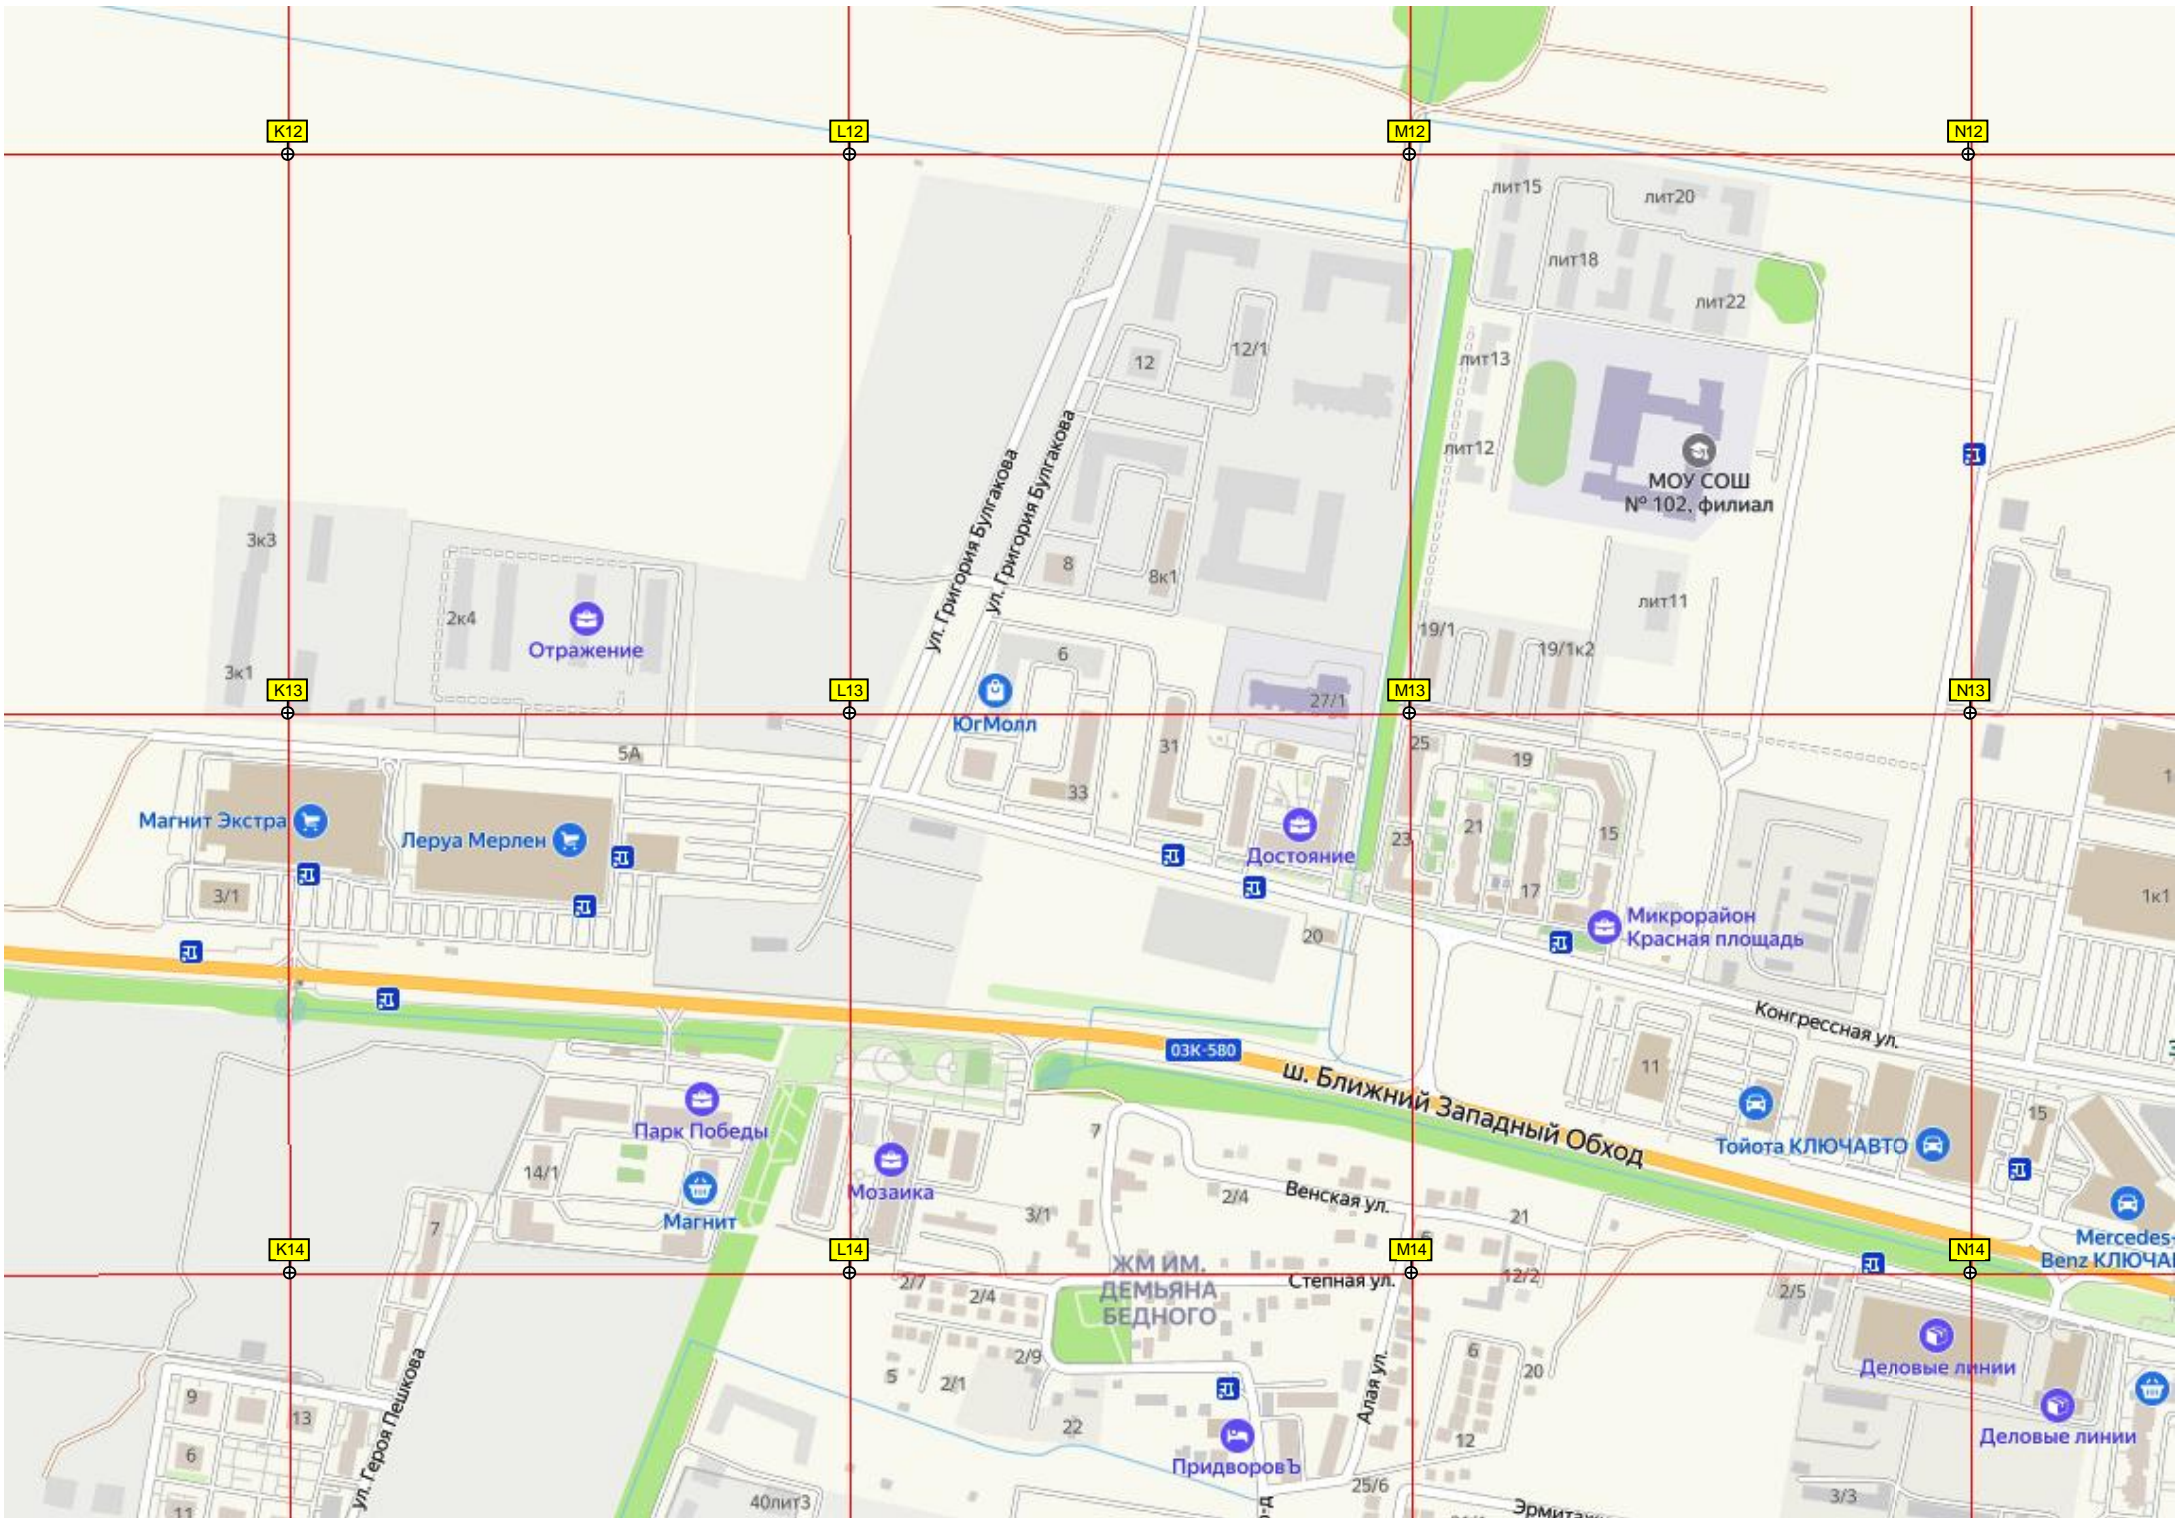 K12
L12
M12
N12
лит15
лит20
лит18
лит22
12
12/1
лит13
лит12
МОУ СОШ
№ 102, филиал
ул. Григория Булгакова
ул. Григория Булгакова
3к3
8
8к1
2к4
Отражение
лит11
19/1
19/1к2
6
3к1
K13
L13
M13
N13
27/1
ЮгМолл
5А
31
25
19
33
1
Магнит Экстра
Леруа Мерлен
21
15
23
Достояние
3/1
17
1к1
20
Микрорайон
Красная площадь
Конгрессная ул.
03К-580
ш. Ближний Западный Обход
11
Парк Победы
7
15
Тойота КЛЮЧАВТО
14/1
Мозаика
2/4
Венская ул.
Магнит
3/1
21
7
Mercedes-
Benz КЛЮЧА
K14
L14
M14
N14
ЖМ ИМ.
ДЕМЬЯНА
БЕДНОГО
Степная ул.
2/7
2/4
12/2
2/5
2/9
6
20
Деловые линии
5
2/1
9
13
22
Алая ул.
Деловые линии
ул. Героя Пешкова
6
12
ПридворовЪ
25/6
40лит3
3/3
11
Эрмитаж